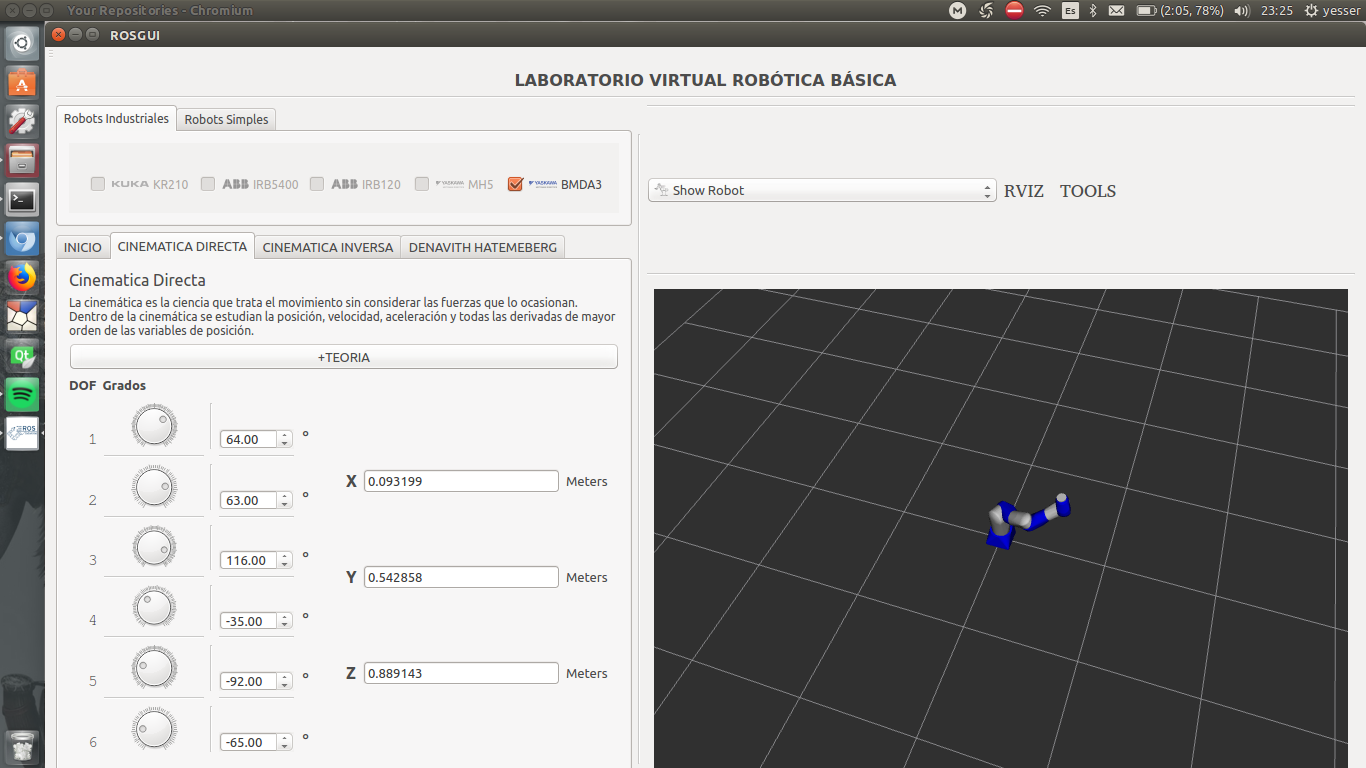 Your Repositories - Chromium
M
Es
(2:05, 78%)
23:25
yesser
ROSGUI
LABORATORIO VIRTUAL ROBÓTICA BÁSICA
Robots Industriales
Robots Simples
KUKA KR210
ABB IRB5400
ABB IRB120
YASKAWA MH5
YASKAWA BMDA3
Show Robot
RVIZ TOOLS
INICIO
CINEMATICA DIRECTA
CINEMATICA INVERSA
DENAVITH HATEMEBERG
Cinematica Directa
La cinemática es la ciencia que trata el movimiento sin considerar las fuerzas que lo ocasionan.
Dentro de la cinemática se estudian la posición, velocidad, aceleración y todas las derivadas de mayor
orden de las variables de posición.
+TEORIA
DOF Grados
1 64.00 °
2 63.00 °
3 116.00 °
4 -35.00 °
5 -92.00 °
6 -65.00 °
X 0.093199 Meters
Y 0.542858 Meters
Z 0.889143 Meters
Qt
ROS